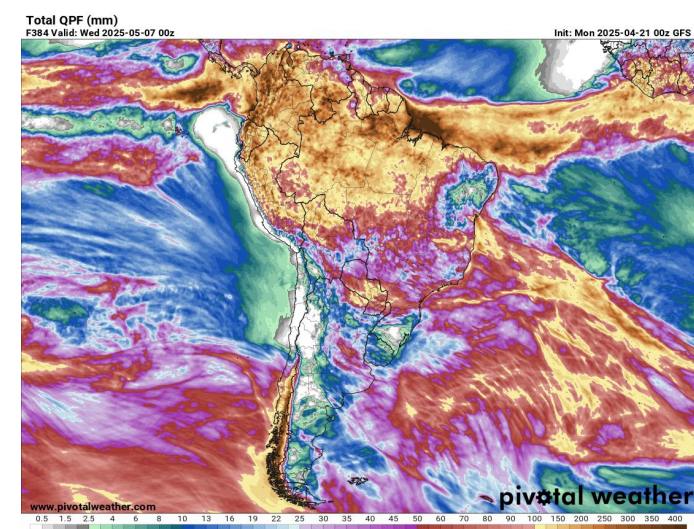 Total QPF (mm)
F384 Valid: Wed 2025-05-07 00z
Init: Mon 2025-04-21 00z GFS
www.pivotalweather.com
pivotal weather
0.5 1.5 2.5 4 6 8 10 13 16 19 22 25 30 35 40 45 50 60 70 80 90 100 150 200 250 300 350 400